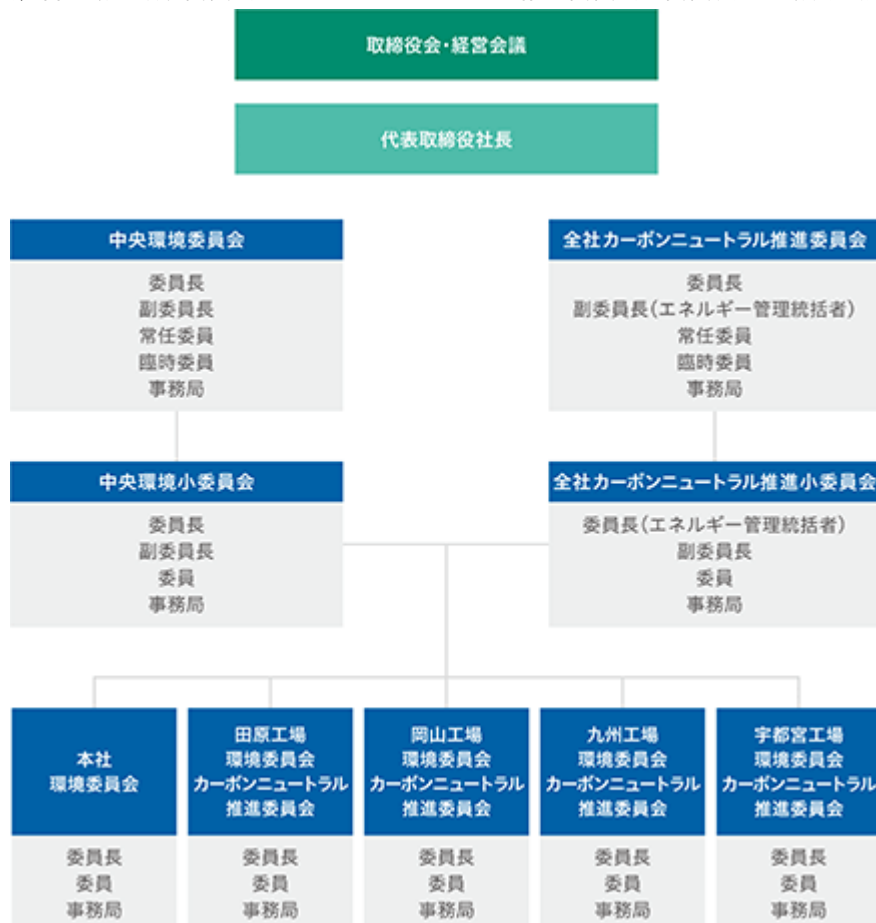 取締役会・経営会議
代表取締役社長
中央環境委員会
委員長
副委員長
常任委員
臨時委員
事務局
全社カーボンニュートラル推進委員会
委員長
副委員長(エネルギー管理統括者)
常任委員
臨時委員
事務局
中央環境小委員会
委員長
副委員長
委員
事務局
全社カーボンニュートラル推進小委員会
委員長(エネルギー管理統括者)
副委員長
委員
事務局
本社
環境委員会
委員長
委員
事務局
田原工場
環境委員会
カーボンニュートラル
推進委員会
委員長
委員
事務局
岡山工場
環境委員会
カーボンニュートラル
推進委員会
委員長
委員
事務局
九州工場
環境委員会
カーボンニュートラル
推進委員会
委員長
委員
事務局
宇都宮工場
環境委員会
カーボンニュートラル
推進委員会
委員長
委員
事務局